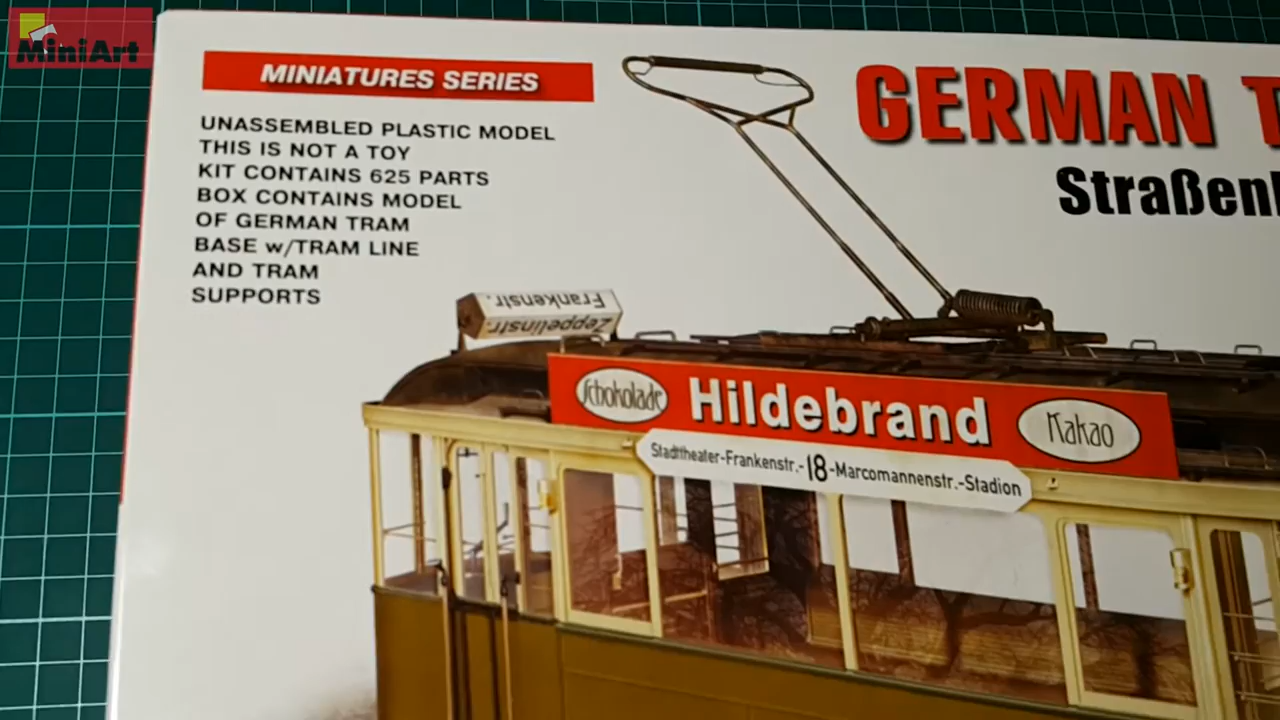 MiniArt
MINIATURES SERIES
UNASSEMBLED PLASTIC MODEL
THIS IS NOT A TOY
KIT CONTAINS 625 PARTS
BOX CONTAINS MODEL
OF GERMAN TRAM
BASE w/TRAM LINE
AND TRAM
SUPPORTS
GERMAN T
Straßen
Frankenstr.
Zeppelinstr.
Schokolade
Hildebrand
Kakao
Stadttheater-Frankenstr.-18-Marcomannenstr.-Stadion